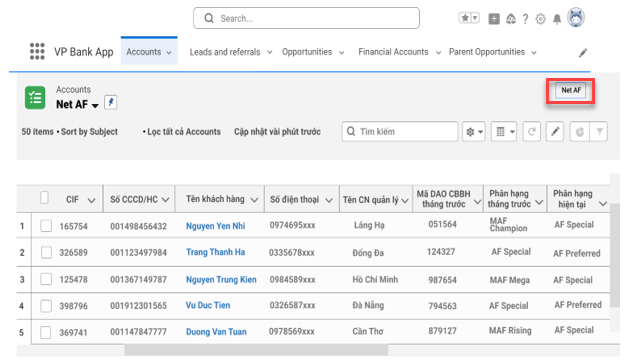 Search...
VP Bank App Accounts Leads and referrals Opportunities Financial Accounts Parent Opportunities
Accounts
Net AF
Net AF
50 items • Sort by Subject • Lọc tất cả Accounts Cập nhật vài phút trước Tìm kiếm
CIF Số CCCD/HC Tên khách hàng Số điện thoại Tên CN quản lý Mã DAO CBBH tháng trước Phân hạng tháng trước Phân hạng hiện tại
1 165754 001498456432 Nguyen Yen Nhi 0974695xxx Láng Hạ 051564 MAF Champion AF Special
2 326589 001123497984 Trang Thanh Ha 0335678xxx Đống Đa 124327 AF Special AF Preferred
3 125478 001367149787 Nguyen Trung Kien 0984589xxx Hồ Chí Minh 987654 MAF Mega AF Special
4 398796 001912301565 Vu Duc Tien 0326587xxx Đà Nẵng 794563 AF Special AF Preferred
5 369741 001147847777 Duong Van Tuan 0978569xxx Cần Thơ 879127 MAF Rising AF Special